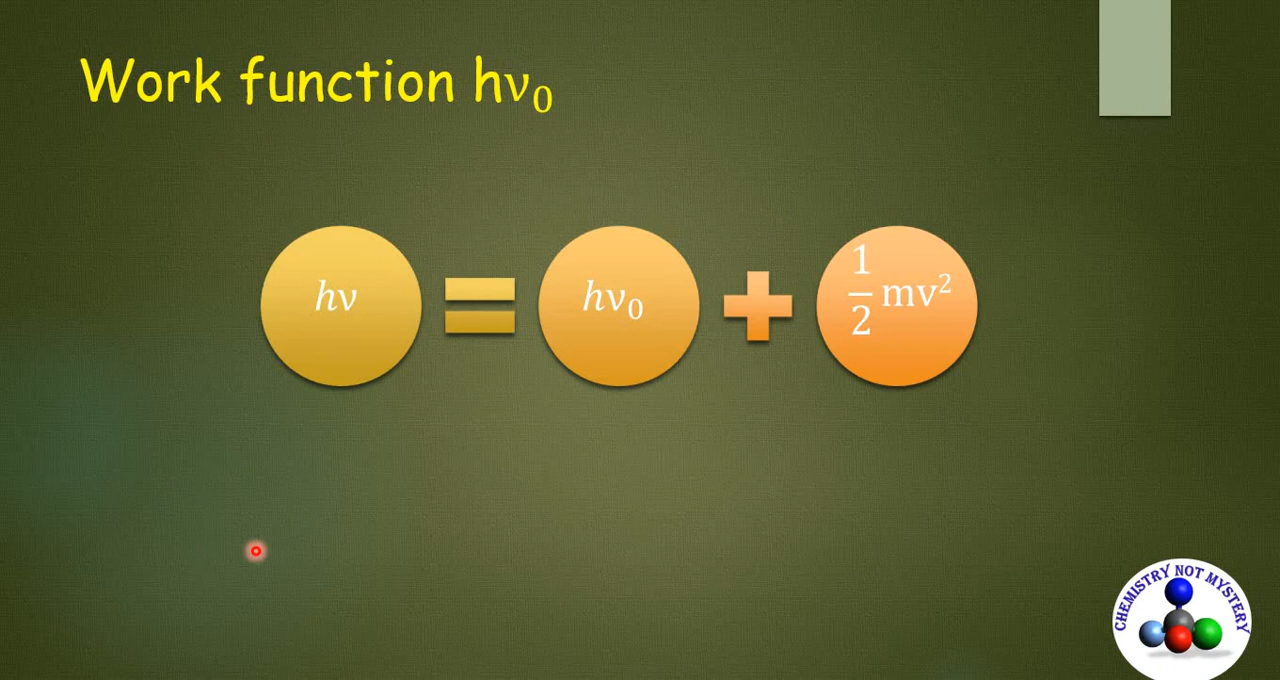 Work function hν₀
hν = hν₀ + 1/2 mv²
CHEMISTRY NOT MYSTERY